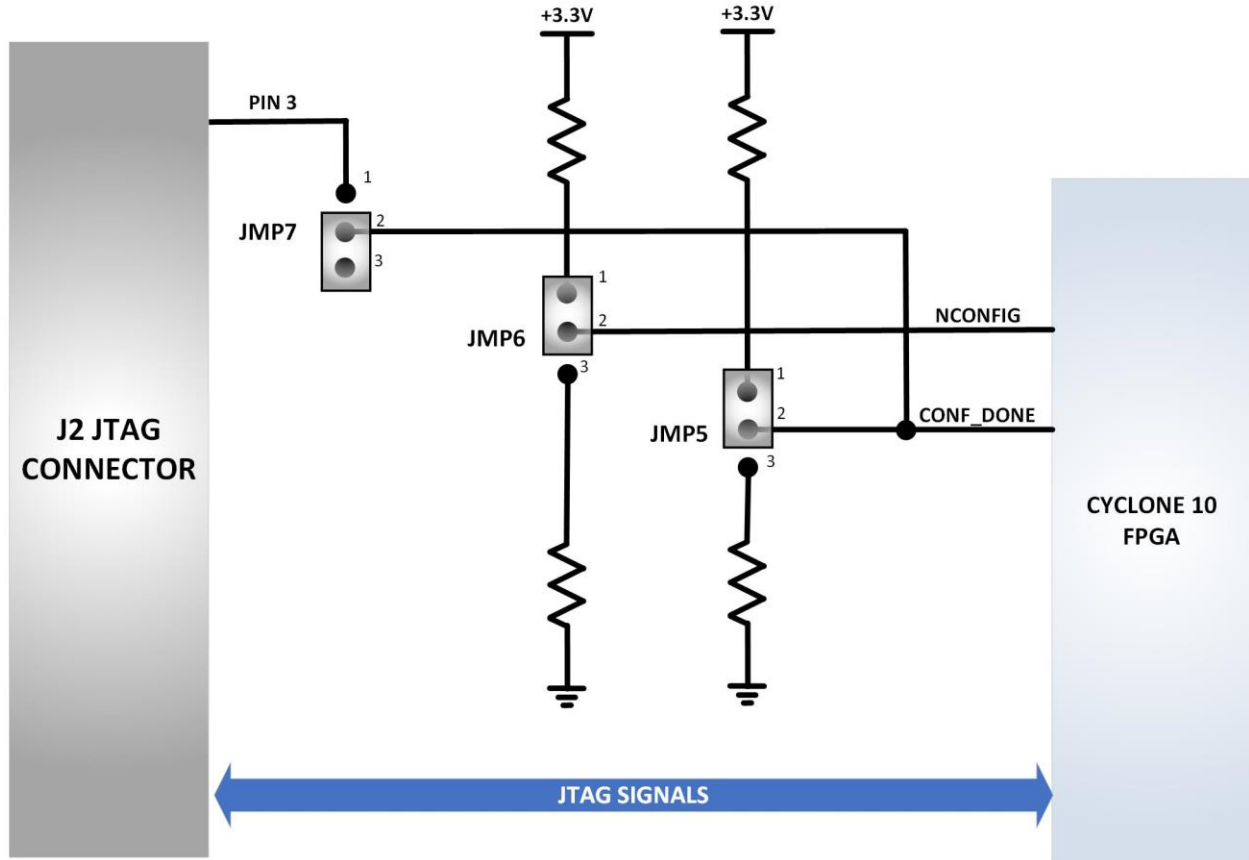 +3.3V
+3.3V
PIN 3
1
JMP7
2
3
1
JMP6
2
3
NCONFIG
1
JMP5
2
3
CONF_DONE
J2 JTAG
CONNECTOR
CYCLONE 10
FPGA
JTAG SIGNALS